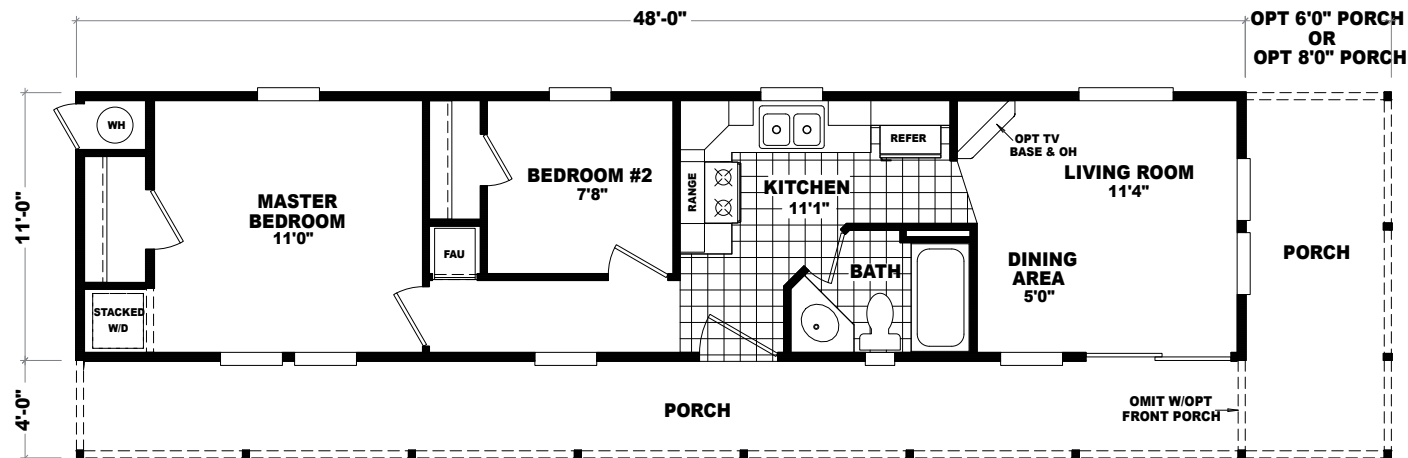 48'-0"
OPT 6'0" PORCH
OR
OPT 8'0" PORCH
11'-0"
4'-0"
WH
MASTER
BEDROOM
11'0"
STACKED
W/D
FAU
BEDROOM #2
7'8"
RANGE
KITCHEN
11'1"
REFER
OPT TV
BASE & OH
LIVING ROOM
11'4"
DINING
AREA
5'0"
BATH
PORCH
PORCH
OMIT W/OPT
FRONT PORCH